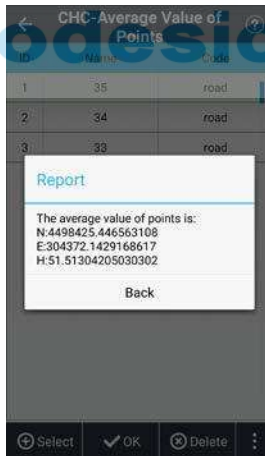 CHC-Average Value of
Points
ID Name Code
1 35 road
2 34 road
3 33 road
Report
The average value of points is:
N:4498425.446563108
E:304372.1429168617
H:51.51304205030302
Back
Select OK Delete